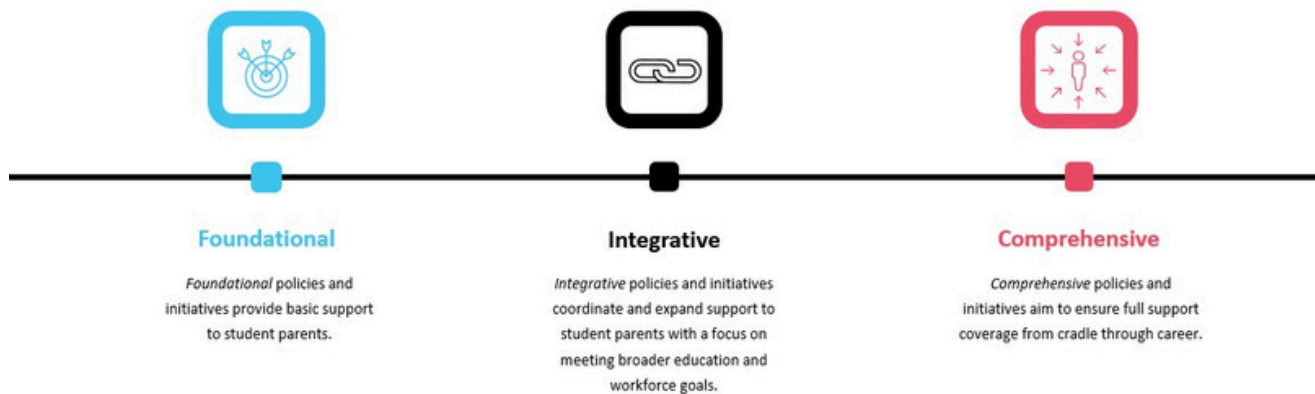 Foundational
Foundational policies and
initiatives provide basic support
to student parents.
Integrative
Integrative policies and initiatives
coordinate and expand support to
student parents with a focus on
meeting broader education and
workforce goals.
Comprehensive
Comprehensive policies and
initiatives aim to ensure full support
coverage from cradle through career.